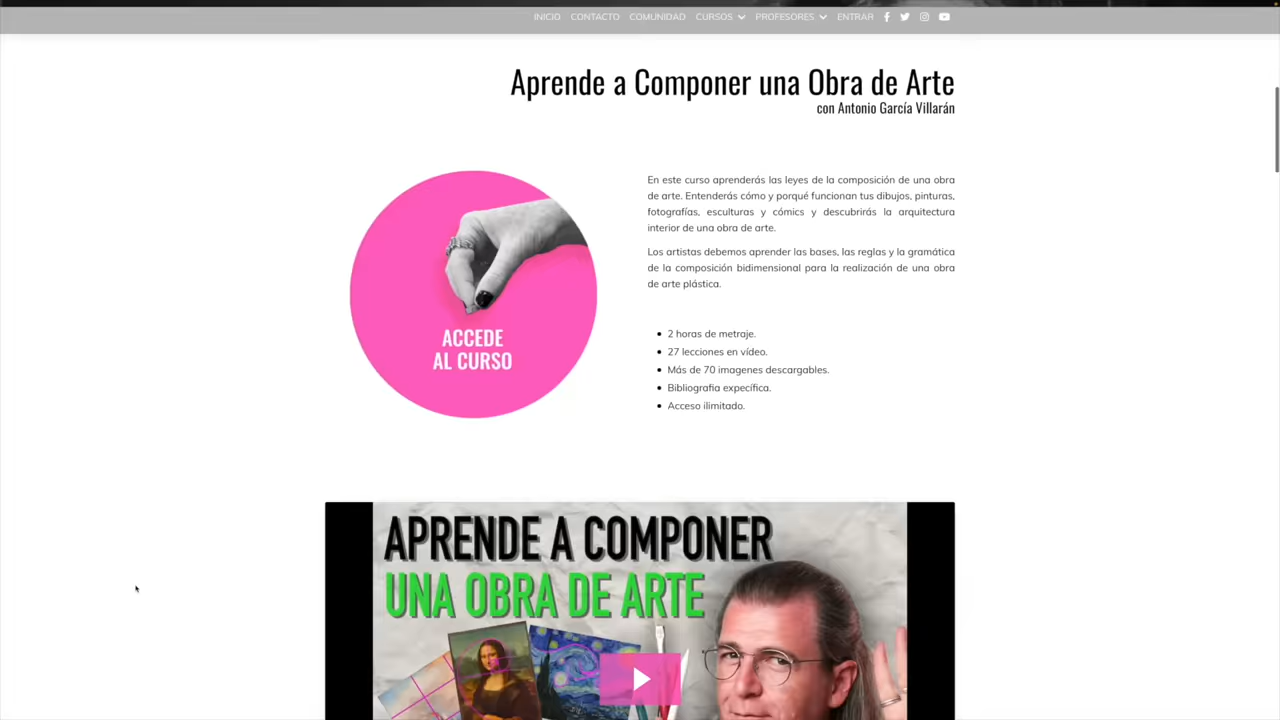 INICIO CONTACTO COMUNIDAD CURSOS PROFESORES ENTRAR
Aprende a Componer una Obra de Arte
con Antonio García Villarán
ACCEDE
AL CURSO
En este curso aprenderás las leyes de la composición de una obra
de arte. Entenderás cómo y porqué funcionan tus dibujos, pinturas,
fotografías, esculturas y cómics y descubrirás la arquitectura
interior de una obra de arte.
Los artistas debemos aprender las bases, las reglas y la gramática
de la composición bidimensional para la realización de una obra
de arte plástica.
2 horas de metraje.
27 lecciones en vídeo.
Más de 70 imagenes descargables.
Bibliografia expecífica.
Acceso ilimitado.
APRENDE A COMPONER
UNA OBRA DE ARTE